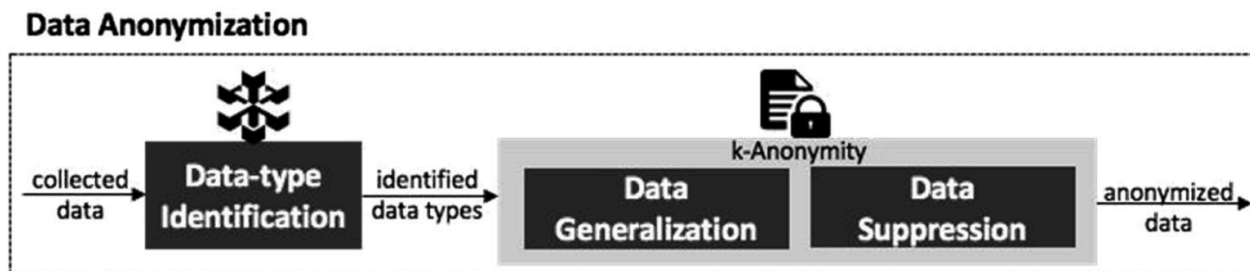 Data Anonymization
collected
data
Data-type
Identification
identified
data types
k-Anonymity
Data
Generalization
Data
Suppression
anonymized
data